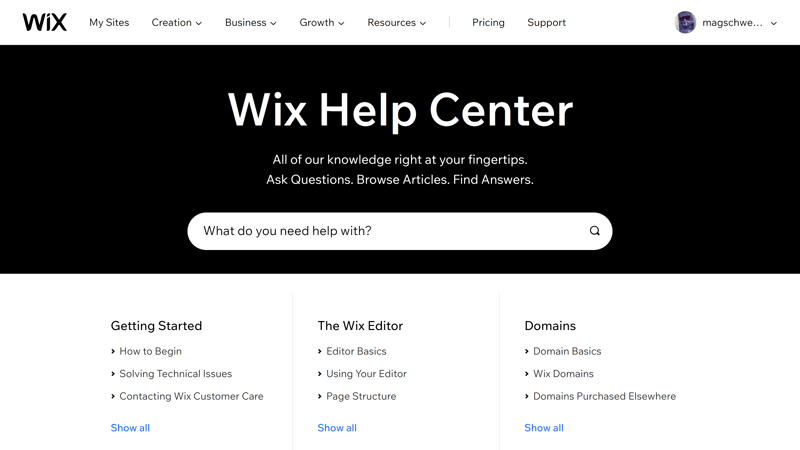 WiX My Sites Creation Business Growth Resources Pricing Support magschwe...
Wix Help Center
All of our knowledge right at your fingertips.
Ask Questions. Browse Articles. Find Answers.
What do you need help with?
Getting Started
How to Begin
Solving Technical Issues
Contacting Wix Customer Care
Show all
The Wix Editor
Editor Basics
Using Your Editor
Page Structure
Show all
Domains
Domain Basics
Wix Domains
Domains Purchased Elsewhere
Show all